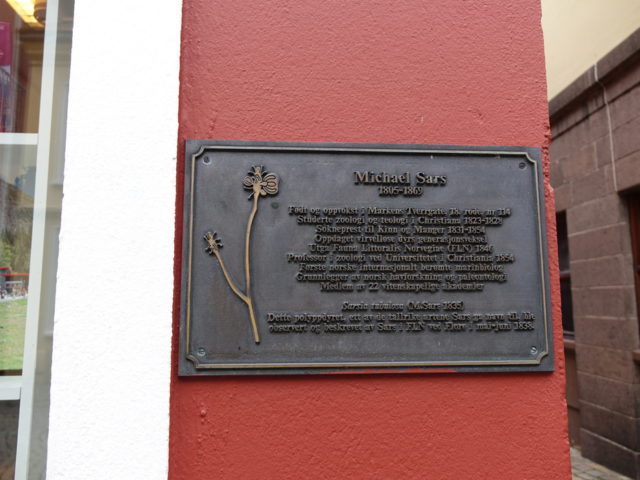 Michael Sars
1805-1869
Født og oppvokst i Markens Tverrgate 18, rode nr 114
Studerte zoologi og teologi i Christiania 1823-1828
Sokneprest til Kinn og Manger 1831-1854
Oppdaget virvelløse dyrs generasjonsveksel
Utga Fauna Littoralis Norvegiae (FLN) 1846
Professor i zoologi ved Universitetet i Christiania 1854
Første norske internasjonalt berømte marinbiolog
Grunnlegger av norsk havforskning og paleontologi
Medlem av 22 vitenskapelige akademier
Sarsia (M.Sars 1835)
Dette polyppdyret, ett av de tallrike artene Sars ga navn til, ble
observert og beskrevet av Sars i FLN ved Florø i mai-juni 1838